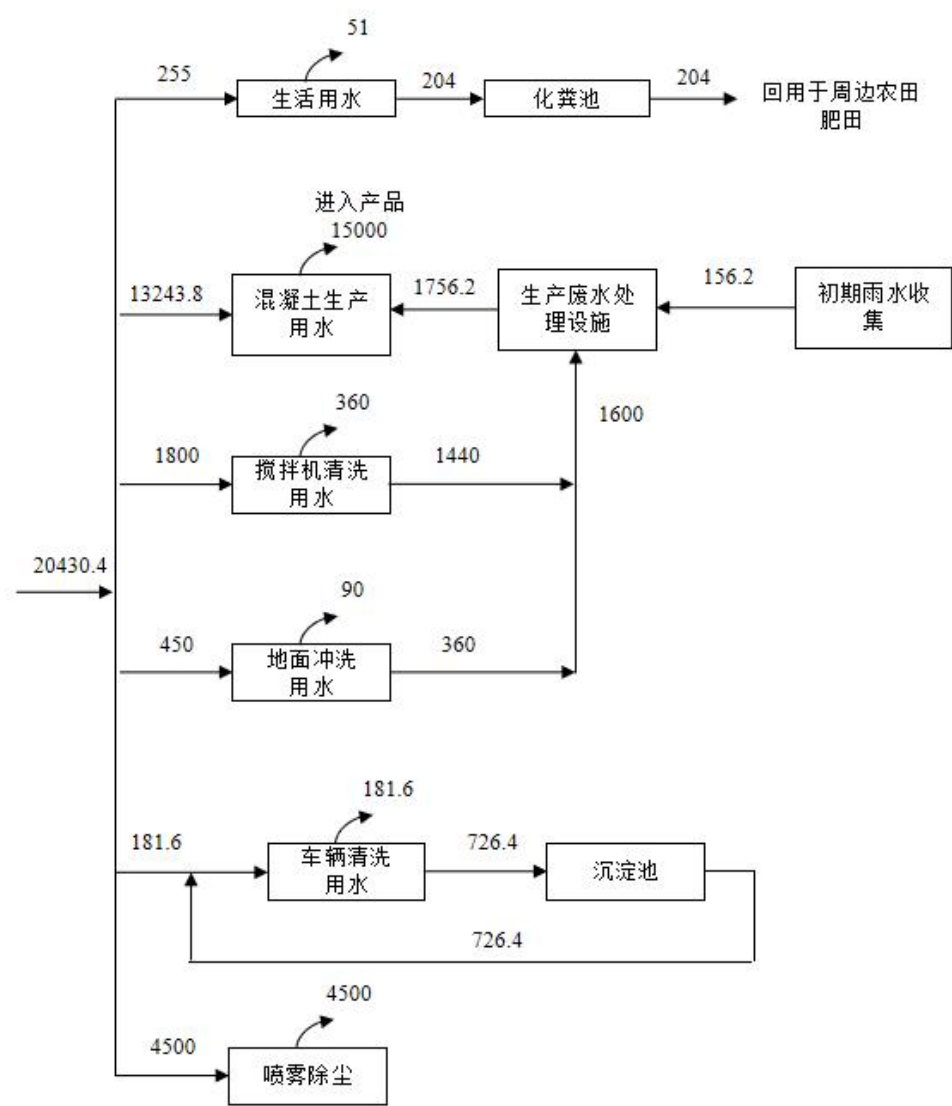 51
255
生活用水
204
化粪池
204
回用于周边农田
肥田
进入产品
15000
13243.8
混凝土生产
用水
1756.2
生产废水处
理设施
156.2
初期雨水收
集
360
1600
1800
搅拌机清洗
用水
1440
20430.4
90
450
地面冲洗
用水
360
181.6
181.6
车辆清洗
用水
726.4
沉淀池
726.4
4500
4500
喷雾除尘